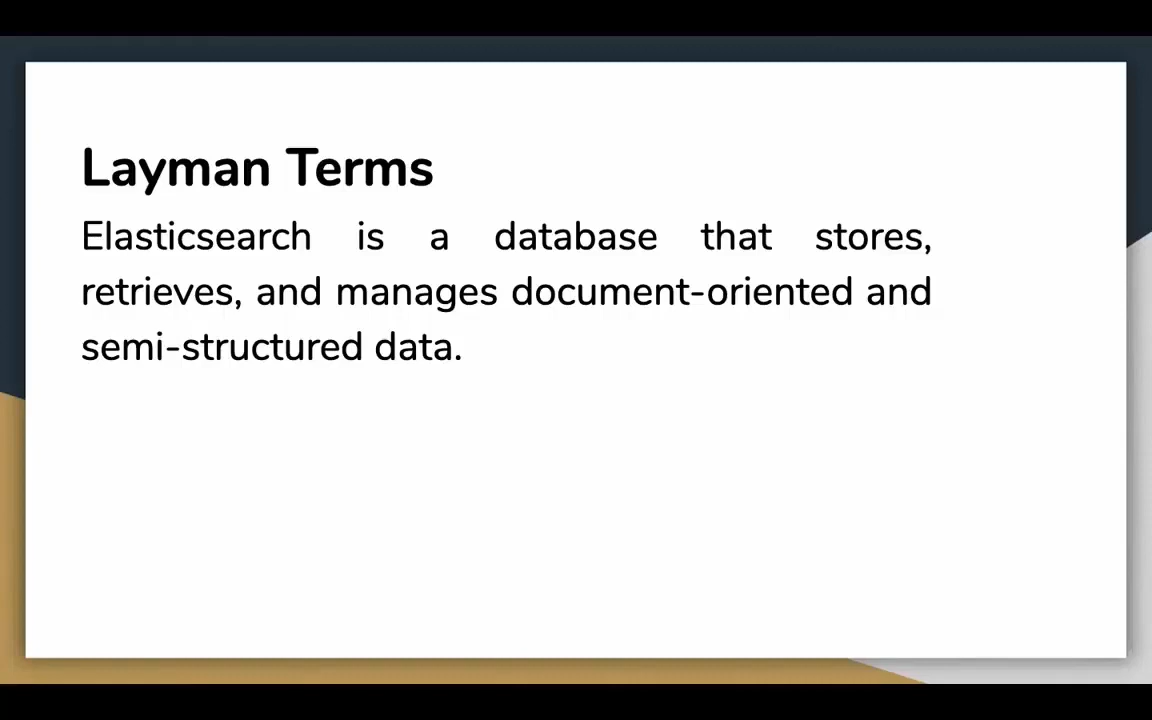 Layman Terms
Elasticsearch is a database that stores,
retrieves, and manages document-oriented and
semi-structured data.